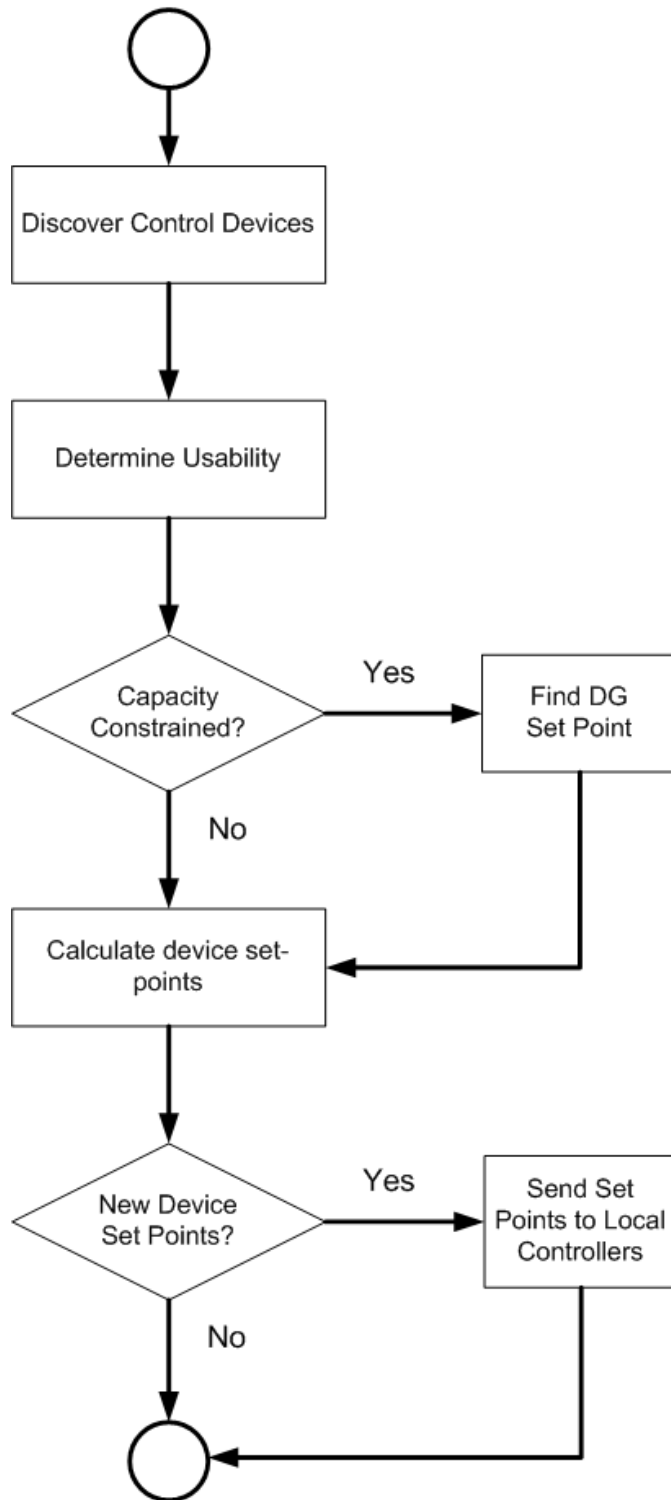 Discover Control Devices
Determine Usability
Capacity
Constrained?
Yes
Find DG
Set Point
No
Calculate device set-
points
New Device
Set Points?
Yes
Send Set
Points to Local
Controllers
No